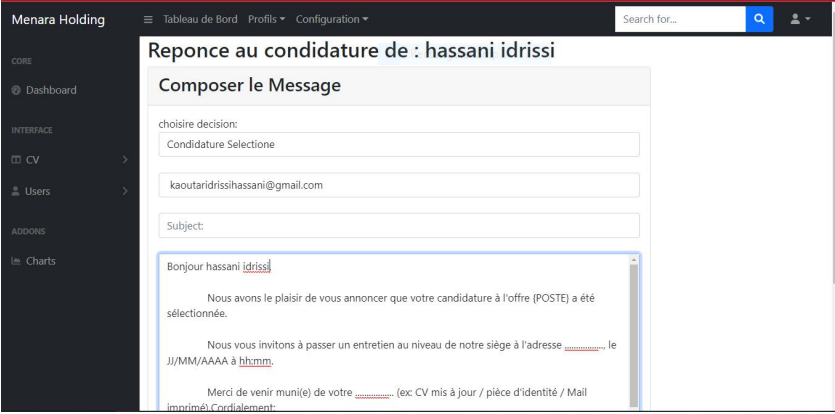 Menara Holding
Tableau de Bord Profils Configuration
Search for...
Reponce au condidature de : hassani idrissi
CORE
Composer le Message
Dashboard
choisire decision:
Condidature Selectione
INTERFACE
CV
kaoutaridrissihassani@gmail.com
Users
Subject:
ADDONS
Charts
Bonjour hassani idrissi,
Nous avons le plaisir de vous annoncer que votre candidature à l'offre {POSTE} a été
sélectionnée.
Nous vous invitons à passer un entretien au niveau de notre siège à l'adresse ................., le
JJ/MM/AAAA à hh:mm.
Merci de venir muni(e) de votre ................. (ex: CV mis à jour / pièce d'identité / Mail
imprimé).Cordialement;